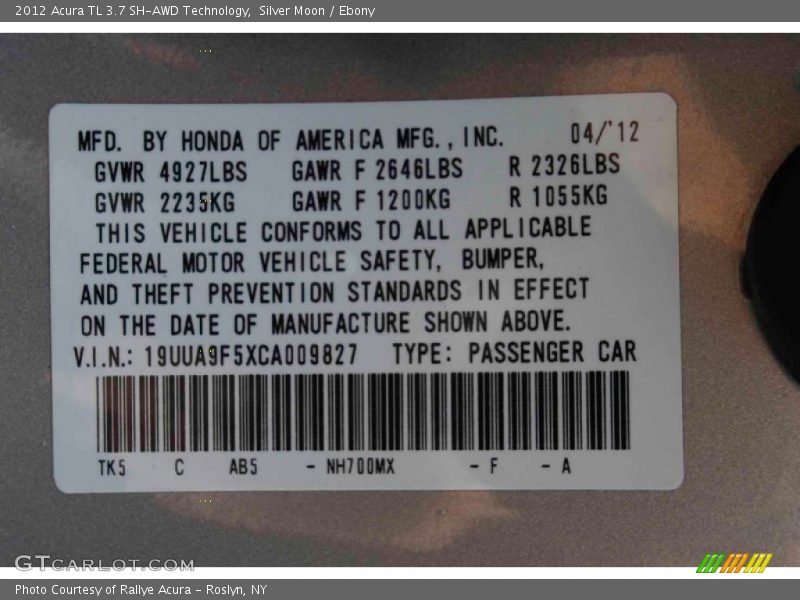 2012 Acura TL 3.7 SH-AWD Technology,  Silver Moon / Ebony
MFD. BY HONDA OF AMERICA MFG., INC. 04/'12
GVWR 4927LBS GAWR F 2646LBS R 2326LBS
GVWR 2235KG GAWR F 1200KG R 1055KG
THIS VEHICLE CONFORMS TO ALL APPLICABLE
FEDERAL MOTOR VEHICLE SAFETY, BUMPER,
AND THEFT PREVENTION STANDARDS IN EFFECT
ON THE DATE OF MANUFACTURE SHOWN ABOVE.
V.I.N.: 19UUA9F5XCA009827 TYPE: PASSENGER CAR
TK5 C AB5 - NH700MX - F - A
GTCARLOT.COM
Photo Courtesy of Rallye Acura - Roslyn, NY